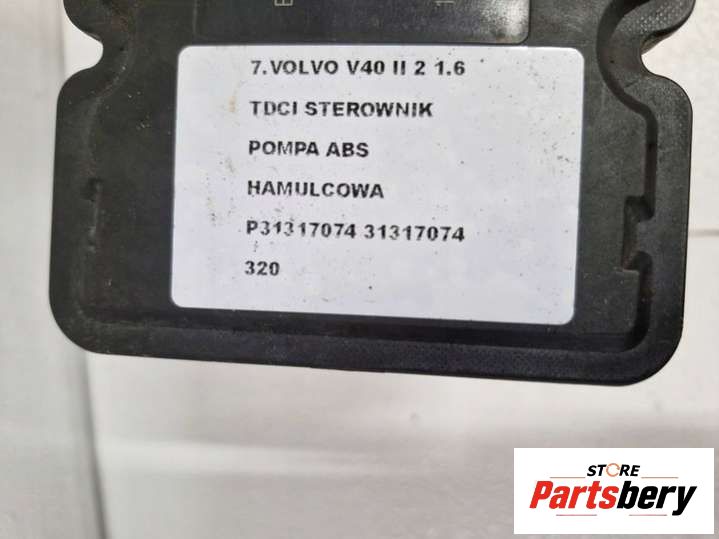 7.VOLVO V40 II 2 1.6
TDCI STEROWNIK
POMPA ABS
HAMULCOWA
P31317074 31317074
320
STORE
Partsbery